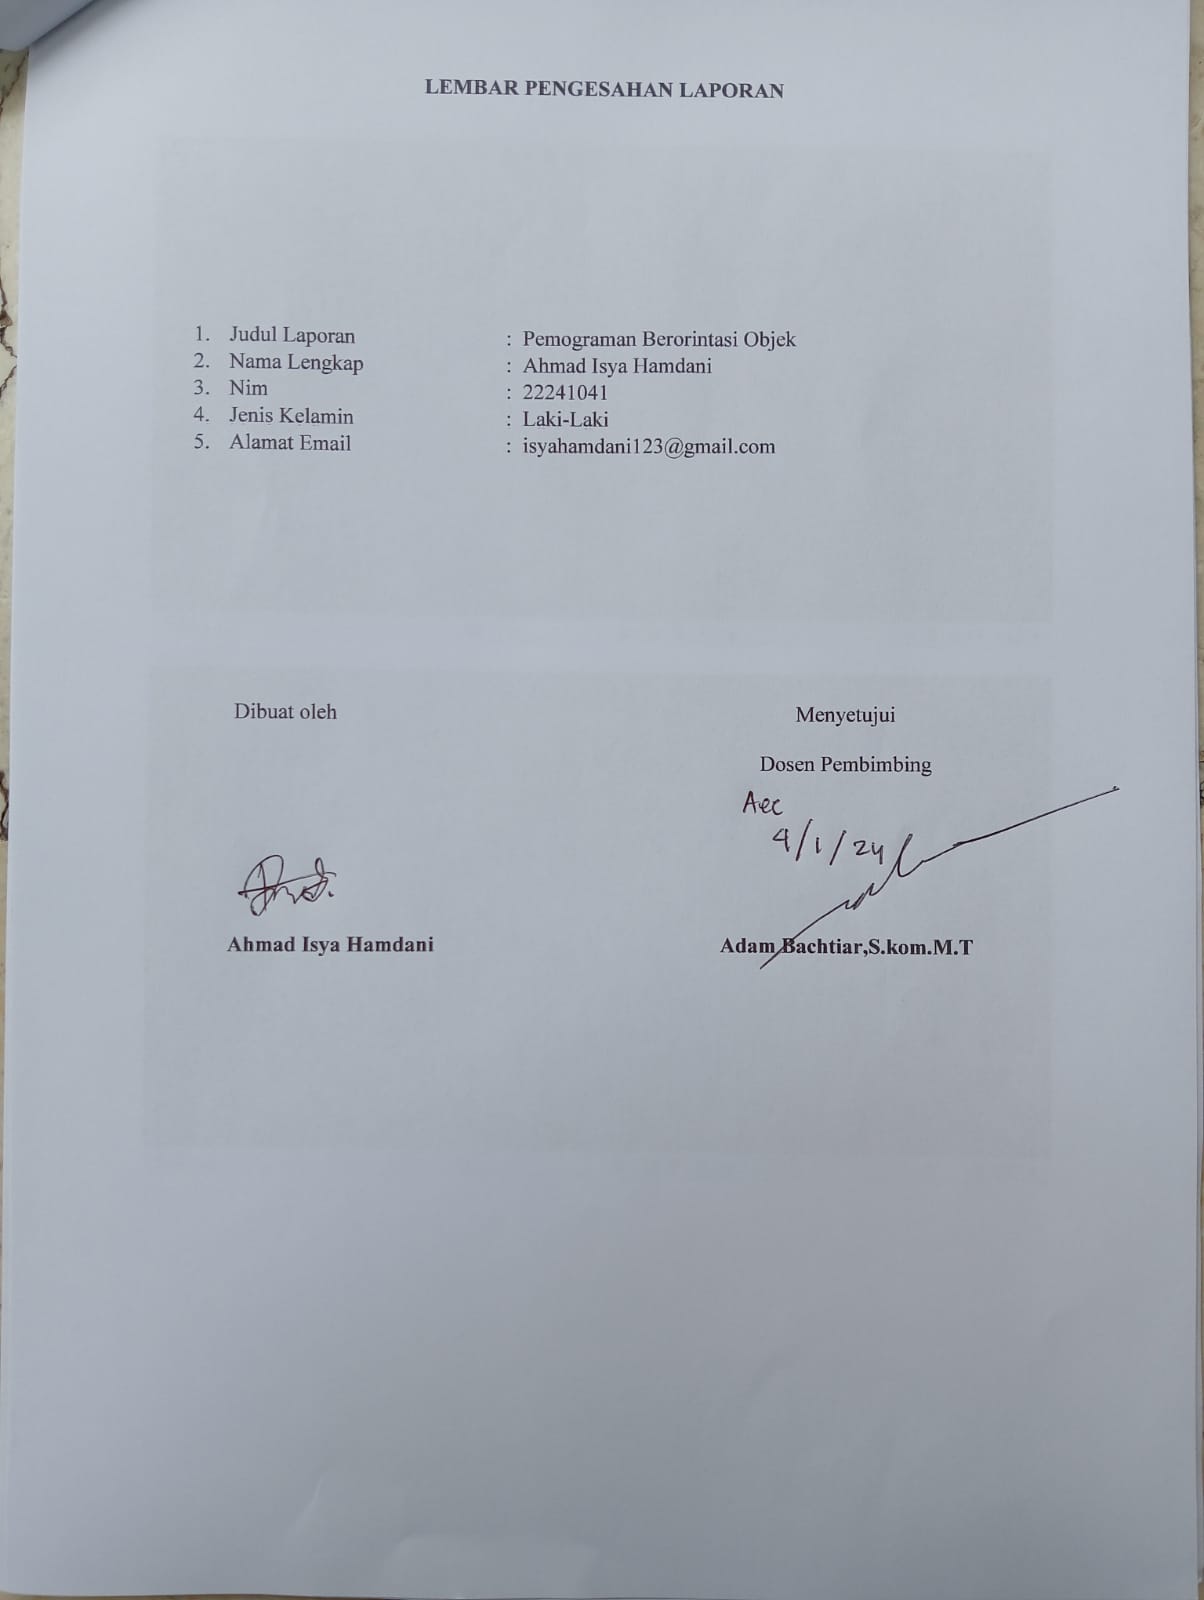 LEMBAR PENGESAHAN LAPORAN
1. Judul Laporan : Pemograman Berorintasi Objek
2. Nama Lengkap : Ahmad Isya Hamdani
3. Nim : 22241041
4. Jenis Kelamin : Laki-Laki
5. Alamat Email : isyahamdani123@gmail.com
Dibuat oleh
Menyetujui
Dosen Pembimbing
Acc
4/1/24
Ahmad Isya Hamdani
Adam Bachtiar,S.kom.M.T